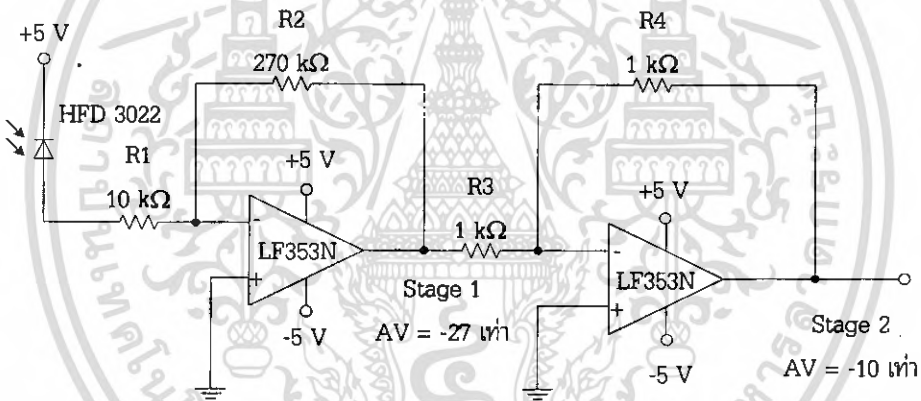 R2
R4
+5 V
270 kΩ
1 kΩ
HFD 3022
R1
+5 V
+5 V
R3
10 kΩ
1 kΩ
-
-
LF353N
LF353N
+
+
Stage 1
-5 V
AV = -27 เท่า
Stage 2
-5 V
AV = -10 เท่า